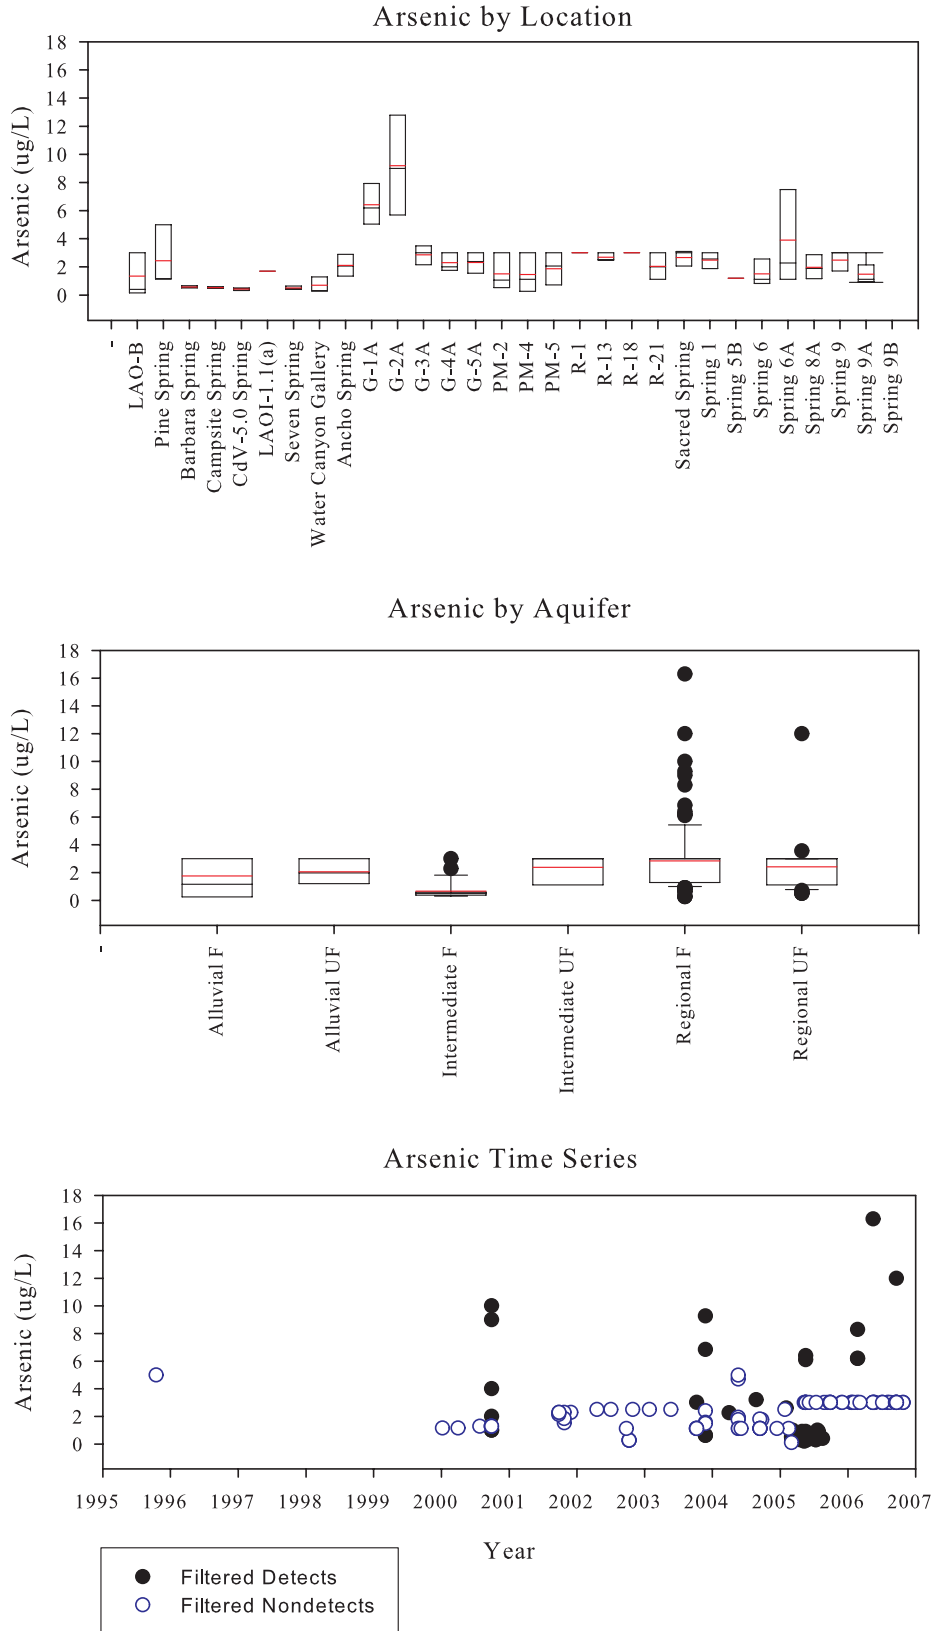 Arsenic by Location
Arsenic (ug/L)
18
16
14
12
10
8
6
4
2
0
-
LAO-B
Pine Spring
Barbara Spring
Campsite Spring
CdV-5.0 Spring
LAOI-1.1(a)
Seven Spring
Water Canyon Gallery
Ancho Spring
G-1A
G-2A
G-3A
G-4A
G-5A
PM-2
PM-4
PM-5
R-1
R-13
R-18
R-21
Sacred Spring
Spring 1
Spring 5B
Spring 6
Spring 6A
Spring 8A
Spring 9
Spring 9A
Spring 9B
Arsenic by Aquifer
Arsenic (ug/L)
18
16
14
12
10
8
6
4
2
0
-
Alluvial F
Alluvial UF
Intermediate F
Intermediate UF
Regional F
Regional UF
Arsenic Time Series
Arsenic (ug/L)
18
16
14
12
10
8
6
4
2
0
1995 1996 1997 1998 1999 2000 2001 2002 2003 2004 2005 2006 2007
Year
Filtered Detects
Filtered Nondetects